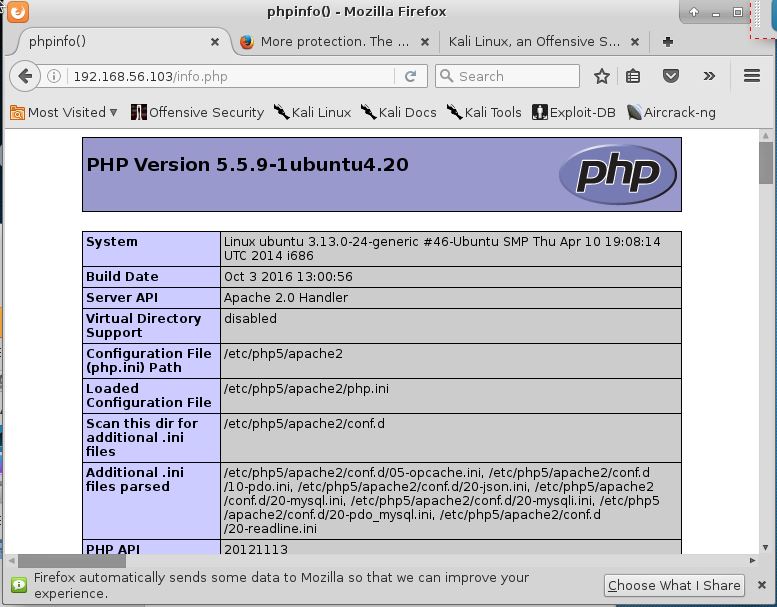 phpinfo() - Mozilla Firefox
phpinfo()
More protection. The ...
Kali Linux, an Offensive S...
192.168.56.103/info.php
Search
Most Visited
Offensive Security
Kali Linux
Kali Docs
Kali Tools
Exploit-DB
Aircrack-ng
PHP Version 5.5.9-1ubuntu4.20
php
System
Linux ubuntu 3.13.0-24-generic #46-Ubuntu SMP Thu Apr 10 19:08:14
UTC 2014 i686
Build Date
Oct 3 2016 13:00:56
Server API
Apache 2.0 Handler
Virtual Directory
Support
disabled
Configuration File
(php.ini) Path
/etc/php5/apache2
Loaded
Configuration File
/etc/php5/apache2/php.ini
Scan this dir for
additional .ini
files
/etc/php5/apache2/conf.d
Additional .ini
files parsed
/etc/php5/apache2/conf.d/05-opcache.ini, /etc/php5/apache2/conf.d
/10-pdo.ini, /etc/php5/apache2/conf.d/20-json.ini, /etc/php5/apache2
/conf.d/20-mysql.ini, /etc/php5/apache2/conf.d/20-mysqli.ini, /etc/php5
/apache2/conf.d/20-pdo_mysql.ini, /etc/php5/apache2/conf.d
/20-readline.ini
PHP API
20121113
Firefox automatically sends some data to Mozilla so that we can improve your
experience.
Choose What I Share